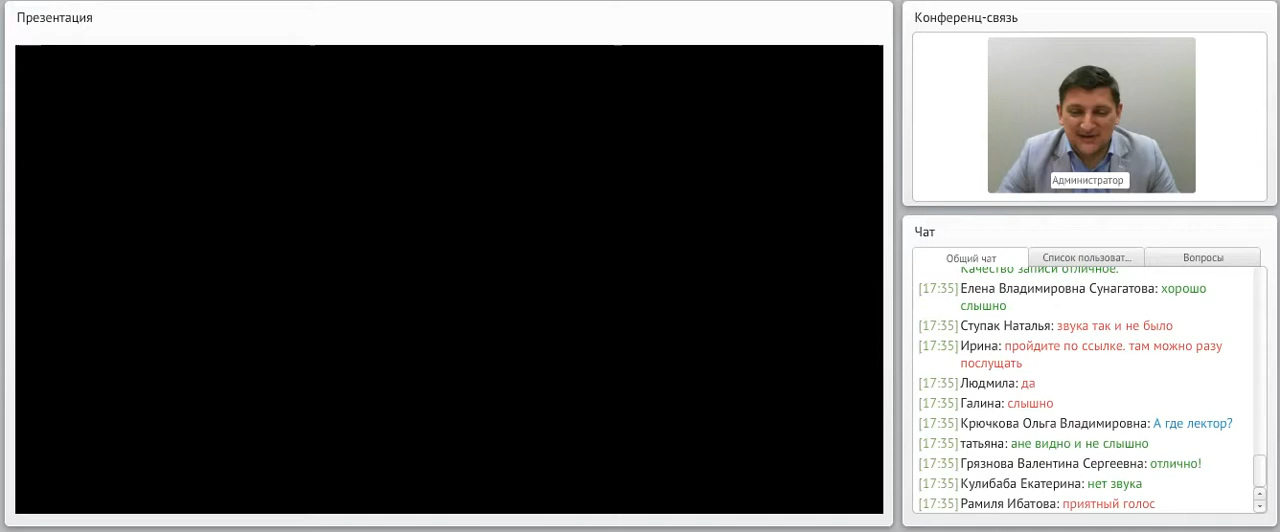 Презентация
Конференц-связь
Администратор
Чат
Общий чат
Список пользоват...
Вопросы
Качество записи отличное.
[17:35] Елена Владимировна Сунагатова: хорошо
слышно
[17:35] Ступак Наталья: звука так и не было
[17:35] Ирина: пройдите по ссылке. там можно разу
послущать
[17:35] Людмила: да
[17:35] Галина: слышно
[17:35] Крючкова Ольга Владимировна: А где лектор?
[17:35] татьяна: ане видно и не слышно
[17:35] Грязнова Валентина Сергеевна: отлично!
[17:35] Кулибаба Екатерина: нет звука
[17:35] Рамиля Ибатова: приятный голос